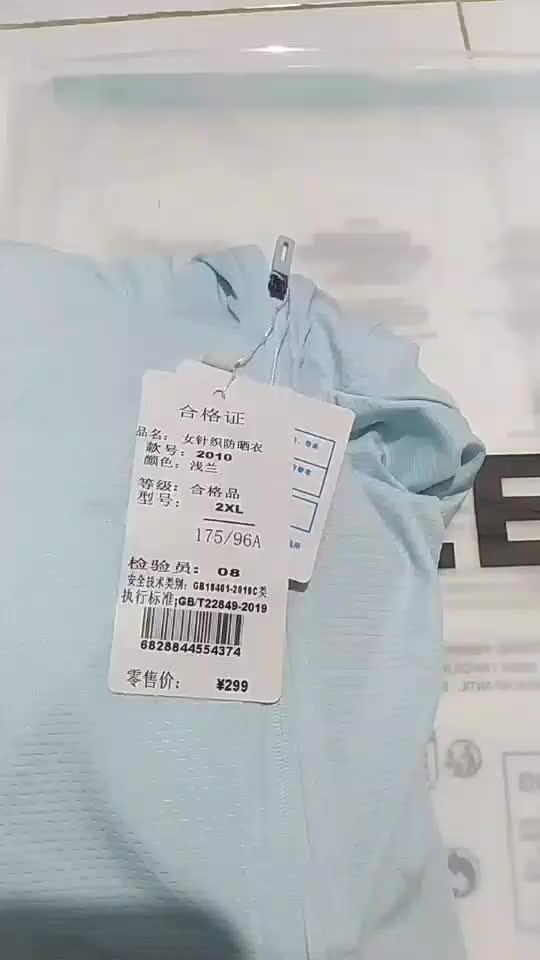 合格证
品名: 女针织防晒衣
款号: 2010
颜色: 浅兰
等级: 合格品
型号: 2XL
175/96A
检验员: 08
安全技术类别: GB18401-2010C类
执行标准:GB/T22849-2019
6828844554374
零售价: ¥299